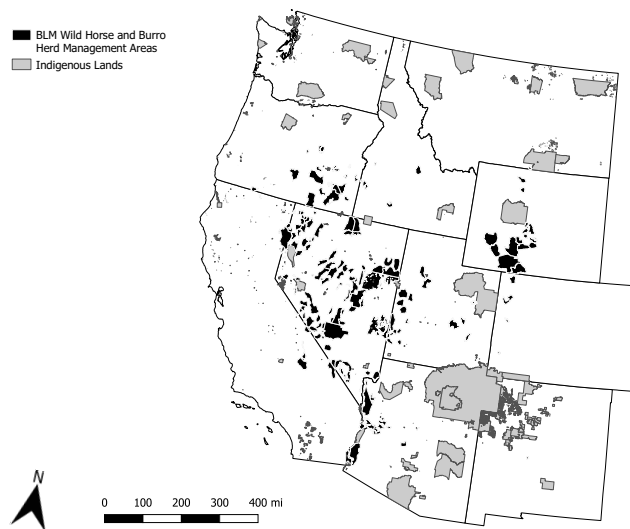 BLM Wild Horse and Burro
Herd Management Areas
Indigenous Lands
N
0 100 200 300 400 mi